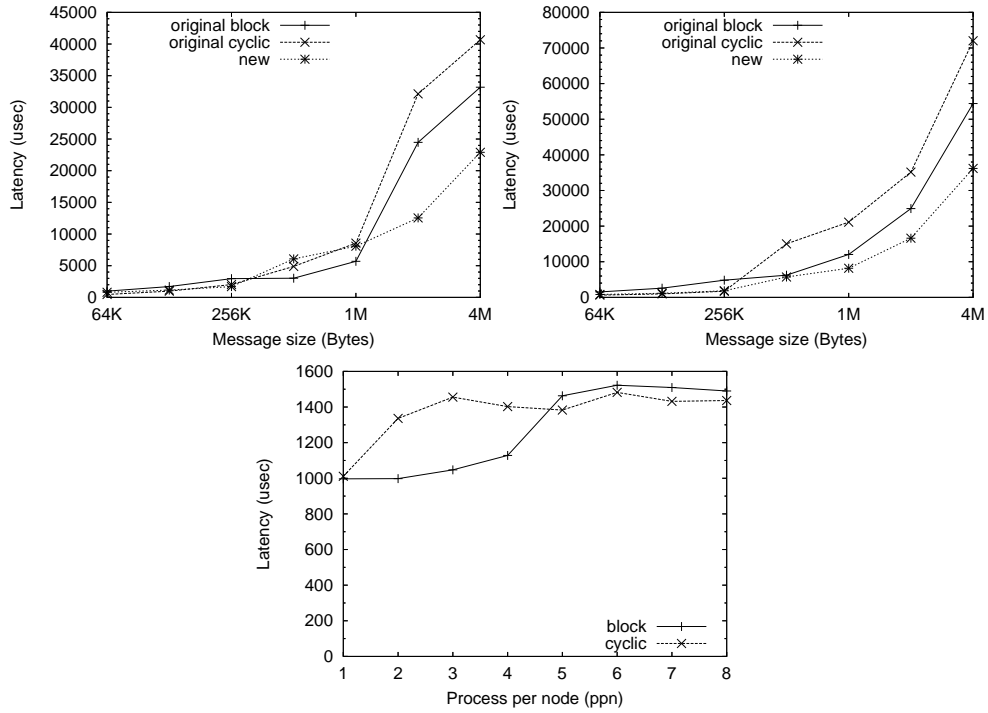 45000
40000
35000
30000
25000
20000
15000
10000
5000
0
Latency (usec)
original block
original cyclic
new
64K
256K
1M
4M
Message size (Bytes)
80000
70000
60000
50000
40000
30000
20000
10000
0
Latency (usec)
original block
original cyclic
new
64K
256K
1M
4M
Message size (Bytes)
1600
1400
1200
1000
800
600
400
200
0
Latency (usec)
block
cyclic
1 2 3 4 5 6 7 8
Process per node (ppn)